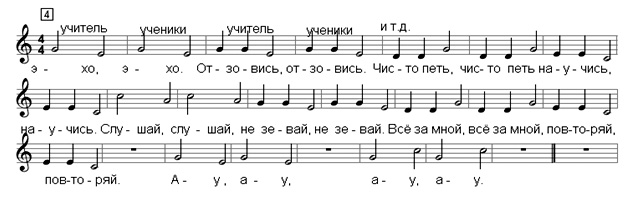 4
учитель ученики учитель ученики и т.д.
э - хо, э - хо. От - зо - вись, от - зо - вись. Чис - то петь, чис - то петь на - у - чись,
на - у - чись. Слу - шай, слу - шай, не зе - вай, не зе - вай. Всё за мной, всё за мной, пов - то - ряй,
пов - то - ряй. А - у, а - у, а - у, а - у.